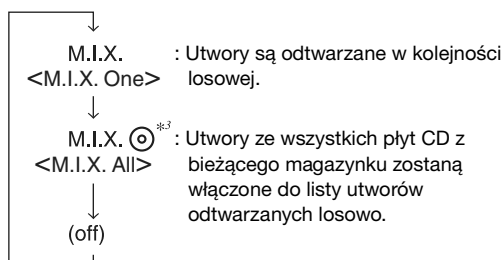 M.I.X. : Utwory są odtwarzane w kolejności
<M.I.X. One> losowej.
M.I.X. *3 : Utwory ze wszystkich płyt CD z
<M.I.X. All> bieżącego magazynku zostaną
włączone do listy utworów
odtwarzanych losowo.
(off)